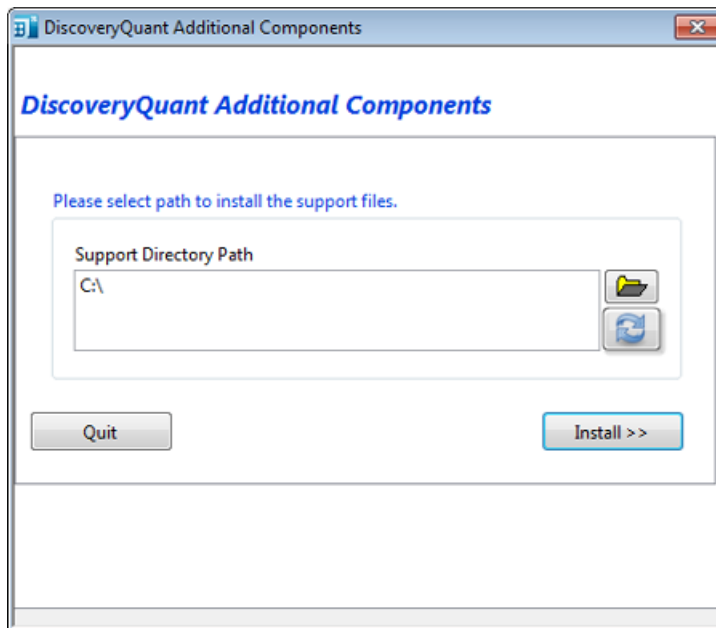 DiscoveryQuant Additional Components
DiscoveryQuant Additional Components
Please select path to install the support files.
Support Directory Path
C:\
Quit
Install >>